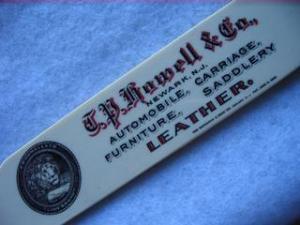 T.P. Howell & Co.,
NEWARK, N.J.
AUTOMOBILE, CARRIAGE,
FURNITURE, SADDLERY
LEATHER.